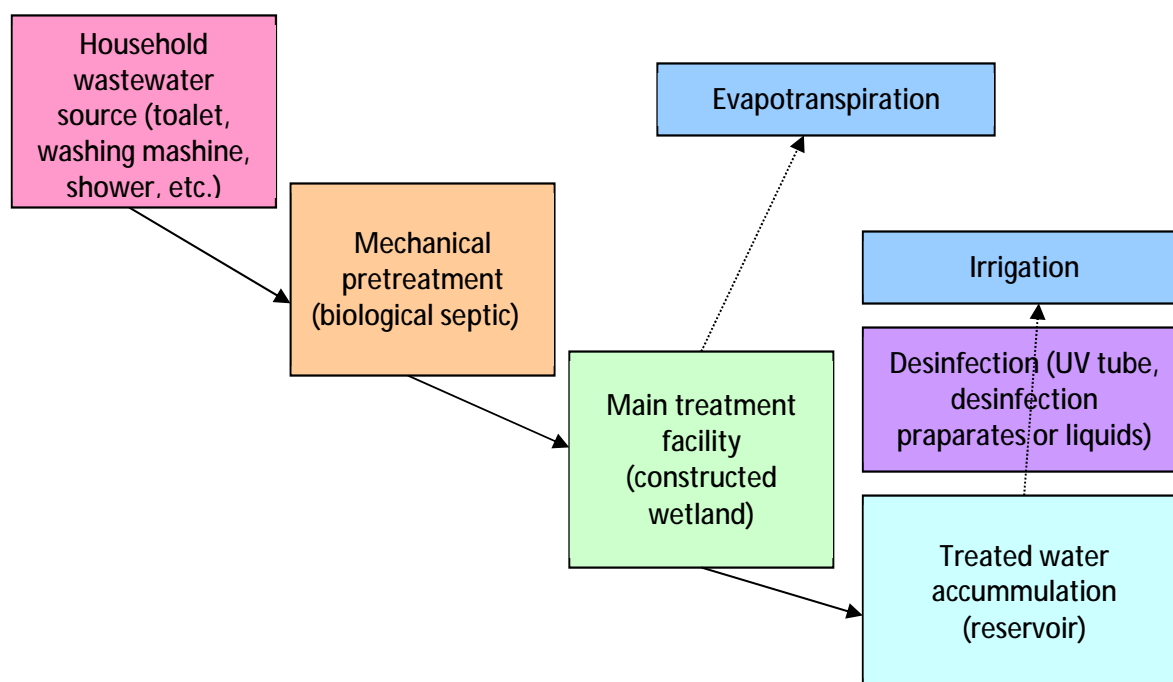 Household
wastewater
source (toalet,
washing mashine,
shower, etc.)
Evapotranspiration
Mechanical
pretreatment
(biological septic)
Irrigation
Desinfection (UV tube,
desinfection
praparates or liquids)
Main treatment
facility
(constructed
wetland)
Treated water
accummulation
(reservoir)